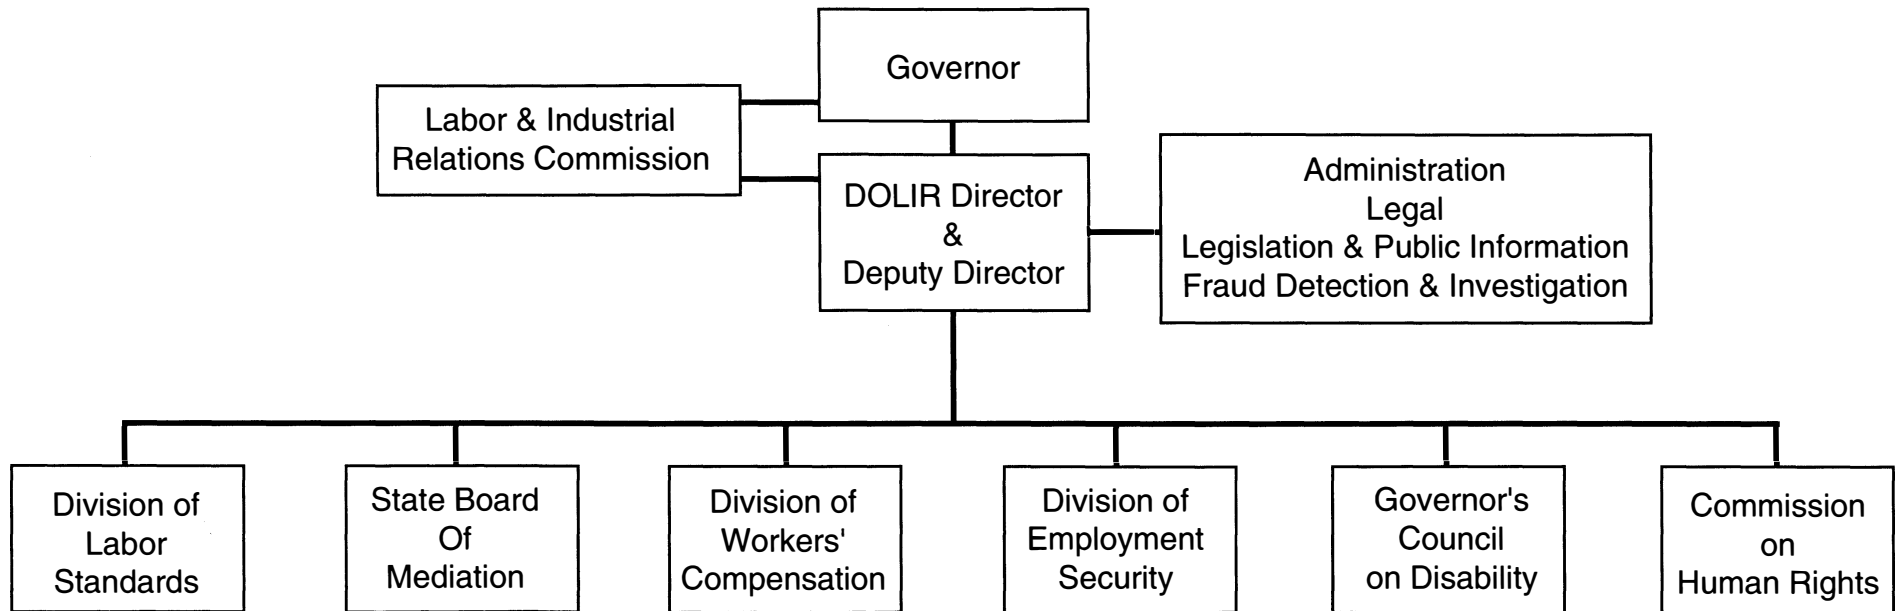 Governor
Labor & Industrial
Relations Commission
DOLIR Director
&
Deputy Director
Administration
Legal
Legislation & Public Information
Fraud Detection & Investigation
Division of
Labor
Standards
State Board
Of
Mediation
Division of
Workers'
Compensation
Division of
Employment
Security
Governor's
Council
on Disability
Commission
on
Human Rights